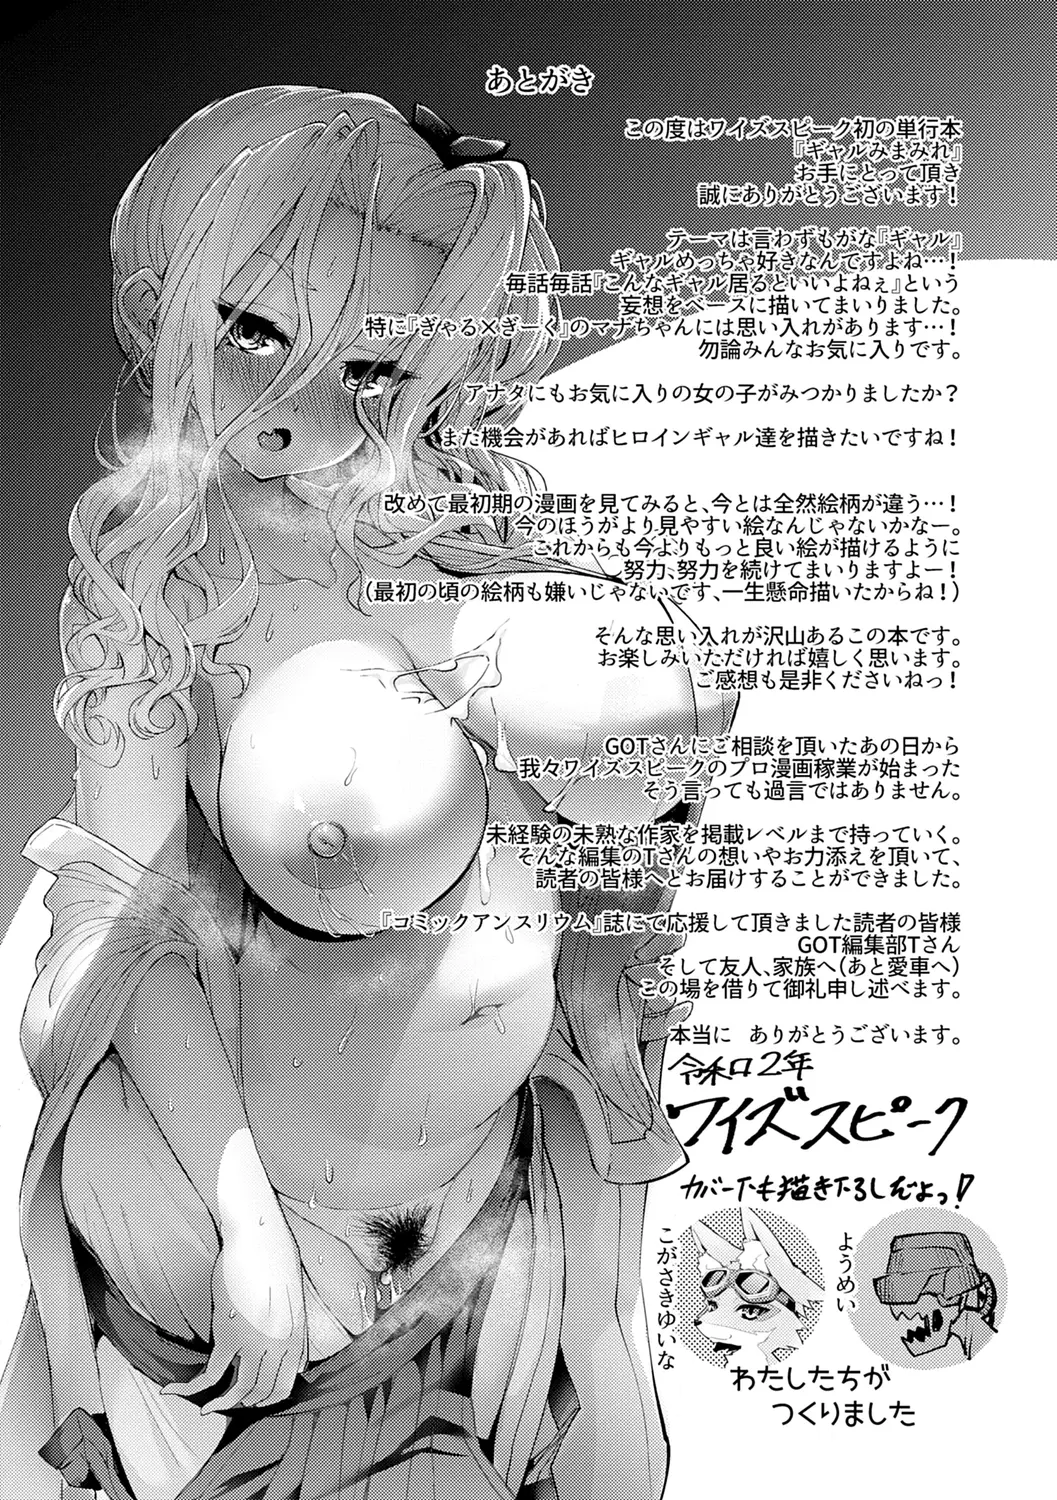 あとがき
この度はワイズスピーク初の単行本
『ギャルみまみれ』
お手にとって頂き
誠にありがとうございます!
テーマは言わずもがな『ギャル』
ギャルめっちゃ好きなんですよね…!
毎話毎話『こんなギャル居るといいよねぇ』という
妄想をベースに描いてまいりました。
特に『ぎゃる×ぎーく』のマナちゃんには思い入れがあります…!
勿論みんなお気に入りです。
アナタにもお気に入りの女の子がみつかりましたか?
また機会があればヒロインギャル達を描きたいですね!
改めて最初期の漫画を見てみると、今とは全然絵柄が違う…!
今のほうがより見やすい絵なんじゃないかなー。
これからも今よりもっと良い絵が描けるように
努力、努力を続けてまいりますよー!
(最初の頃の絵柄も嫌いじゃないです、一生懸命描いたからね!)
そんな思い入れが沢山あるこの本です。
お楽しみいただければ嬉しく思います。
ご感想も是非くださいねっ!
GOTさんにご相談を頂いたあの日から
我々ワイズスピークのプロ漫画稼業が始まった
そう言っても過言ではありません。
未経験の未熟な作家を掲載レベルまで持っていく。
そんな編集のTさんの想いやお力添えを頂いて、
読者の皆様へとお届けすることができました。
『コミックアンスリウム』誌にて応援して頂きました読者の皆様
GOT編集部Tさん
そして友人、家族へ(あと愛車へ)
この場を借りて御礼申し述べます。
本当に ありがとうございます。
令和2年
ワイズスピーク
カバー下も描き下ろしだよっ!
ようめい
こがさきゆいな
わたしたちが
つくりました